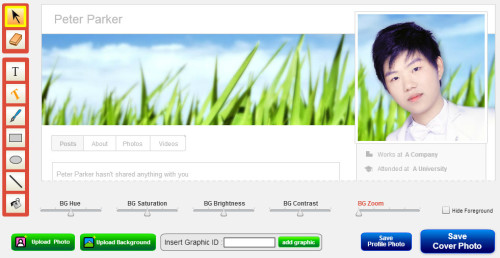 Peter Parker
Posts
About
Photos
Videos
Peter Parker hasn't shared anything with you
Works at A Company
Attended at A University
T
BG Hue
BG Saturation
BG Brightness
BG Contrast
BG Zoom
Hide Foreground
Upload Photo
Upload Background
Insert Graphic ID :
add graphic
Save
Profile Photo
Save
Cover Photo